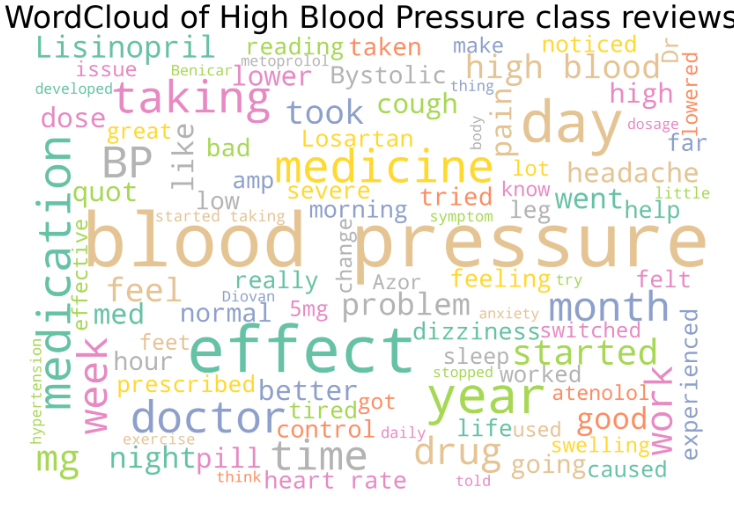 WordCloud of High Blood Pressure class reviews
Lisinopril
reading
taken
make
noticed
Dr
metoprolol
issue
Benicar
lower
Bystolic
high blood
lowered
developed
taking
thing
high
dose
took
cough
pain
day
dosage
great
like
body
far
BP
bad
Losartan
medicine
lot
headache
medication
quot
amp
severe
tried
know
went
little
low
morning
leg
help
started taking
symptom
blood pressure
effective
change
feel
really
Azor
feeling
try
felt
med
normal
Diovan
5mg
problem
anxiety
month
feet
effect
dizziness
switched
experienced
hypertension
week
hour
sleep
started
stopped
worked
work
prescribed
better
year
atenolol
doctor
tired
got
good
exercise
control
daily
life
used
swelling
mg
night
pill
time
drug
going
caused
think
heart rate
told